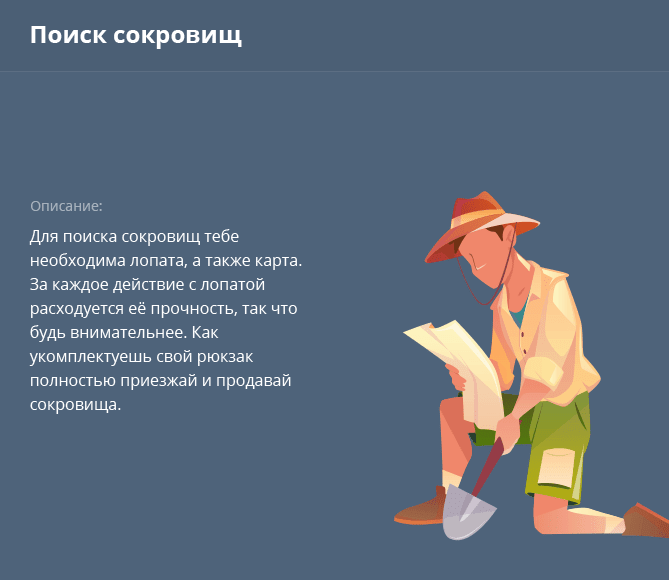 Поиск сокровищ
Описание:
Для поиска сокровищ тебе
необходима лопата, а также карта.
За каждое действие с лопатой
расходуется её прочность, так что
будь внимательнее. Как
укомплектуешь свой рюкзак
полностью приезжай и продавай
сокровища.